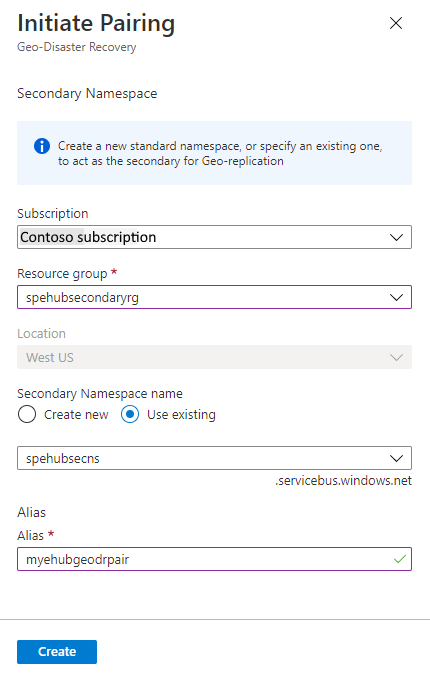 Initiate Pairing
Geo-Disaster Recovery
Secondary Namespace
Create a new standard namespace, or specify an existing one,
to act as the secondary for Geo-replication
Subscription
Contoso subscription
Resource group *
spehubsecondaryrg
Location
West US
Secondary Namespace name
Create new Use existing
spehubsecns
.servicebus.windows.net
Alias
Alias *
myehubgeodrpair
Create